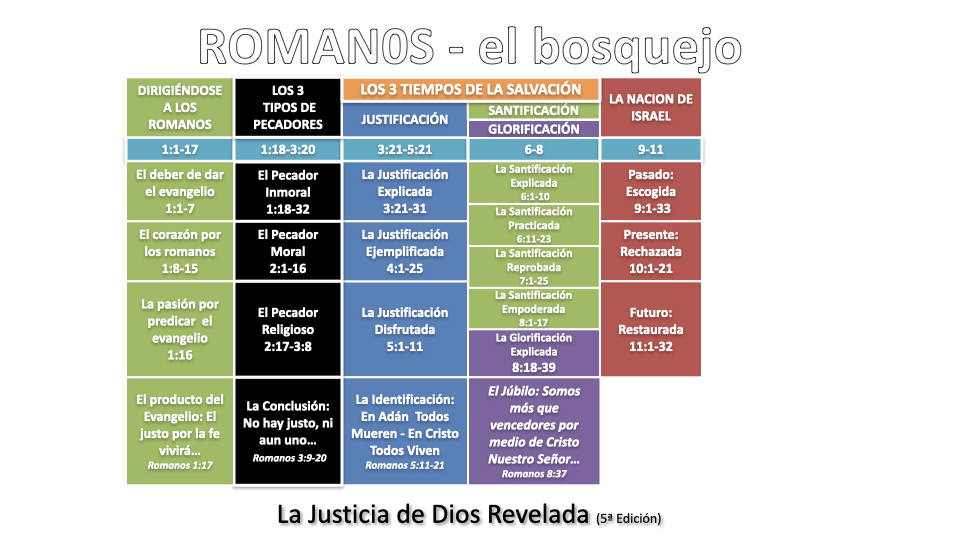 ROMAN0S - el bosquejo
DIRIGIÉNDOSE
A LOS
ROMANOS
LOS 3
TIPOS DE
PECADORES
LOS 3 TIEMPOS DE LA SALVACIÓN
JUSTIFICACIÓN
SANTIFICACIÓN
GLORIFICACIÓN
LA NACION DE
ISRAEL
1:1-17
1:18-3:20
3:21-5:21
6-8
9-11
El deber de dar
el evangelio
1:1-7
El corazón por
los romanos
1:8-15
La pasión por
predicar el
evangelio
1:16
El producto del
Evangelio: El
justo por la fe
vivirá...
Romanos 1:17
El Pecador
Inmoral
1:18-32
El Pecador
Moral
2:1-16
El Pecador
Religioso
2:17-3:8
La Conclusión:
No hay justo, ni
aun uno...
Romanos 3:9-20
La Justificación
Explicada
3:21-31
La Justificación
Ejemplificada
4:1-25
La Justificación
Disfrutada
5:1-11
La Identificación:
En Adán Todos
Mueren - En Cristo
Todos Viven
Romanos 5:11-21
La Santificación
Explicada
6:1-10
La Santificación
Practicada
6:11-23
La Santificación
Reprobada
7:1-25
La Santificación
Empoderada
8:1-17
La Glorificación
Explicada
8:18-39
El Júbilo: Somos
más que
vencedores por
medio de Cristo
Nuestro Señor...
Romanos 8:37
Pasado:
Escogida
9:1-33
Presente:
Rechazada
10:1-21
Futuro:
Restaurada
11:1-32
La Justicia de Dios Revelada (5ª Edición)